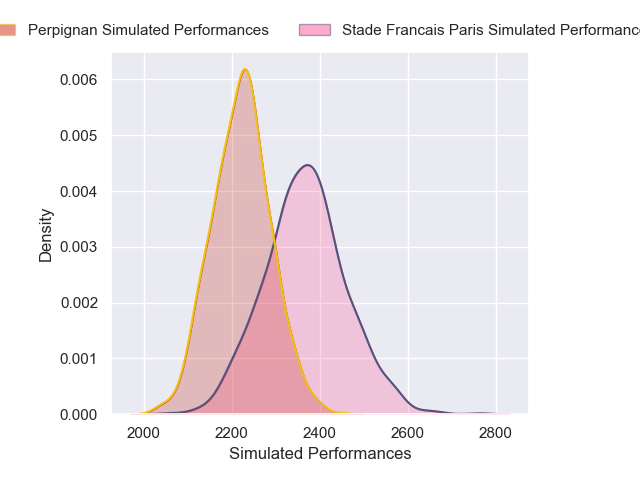 Perpignan Simulated Performances Stade Francais Paris Simulated
0.006
0.005
0.004
0.003
0.002
0.001
0.000
Density
2000 2200 2400 2600 2800
Simulated Performances